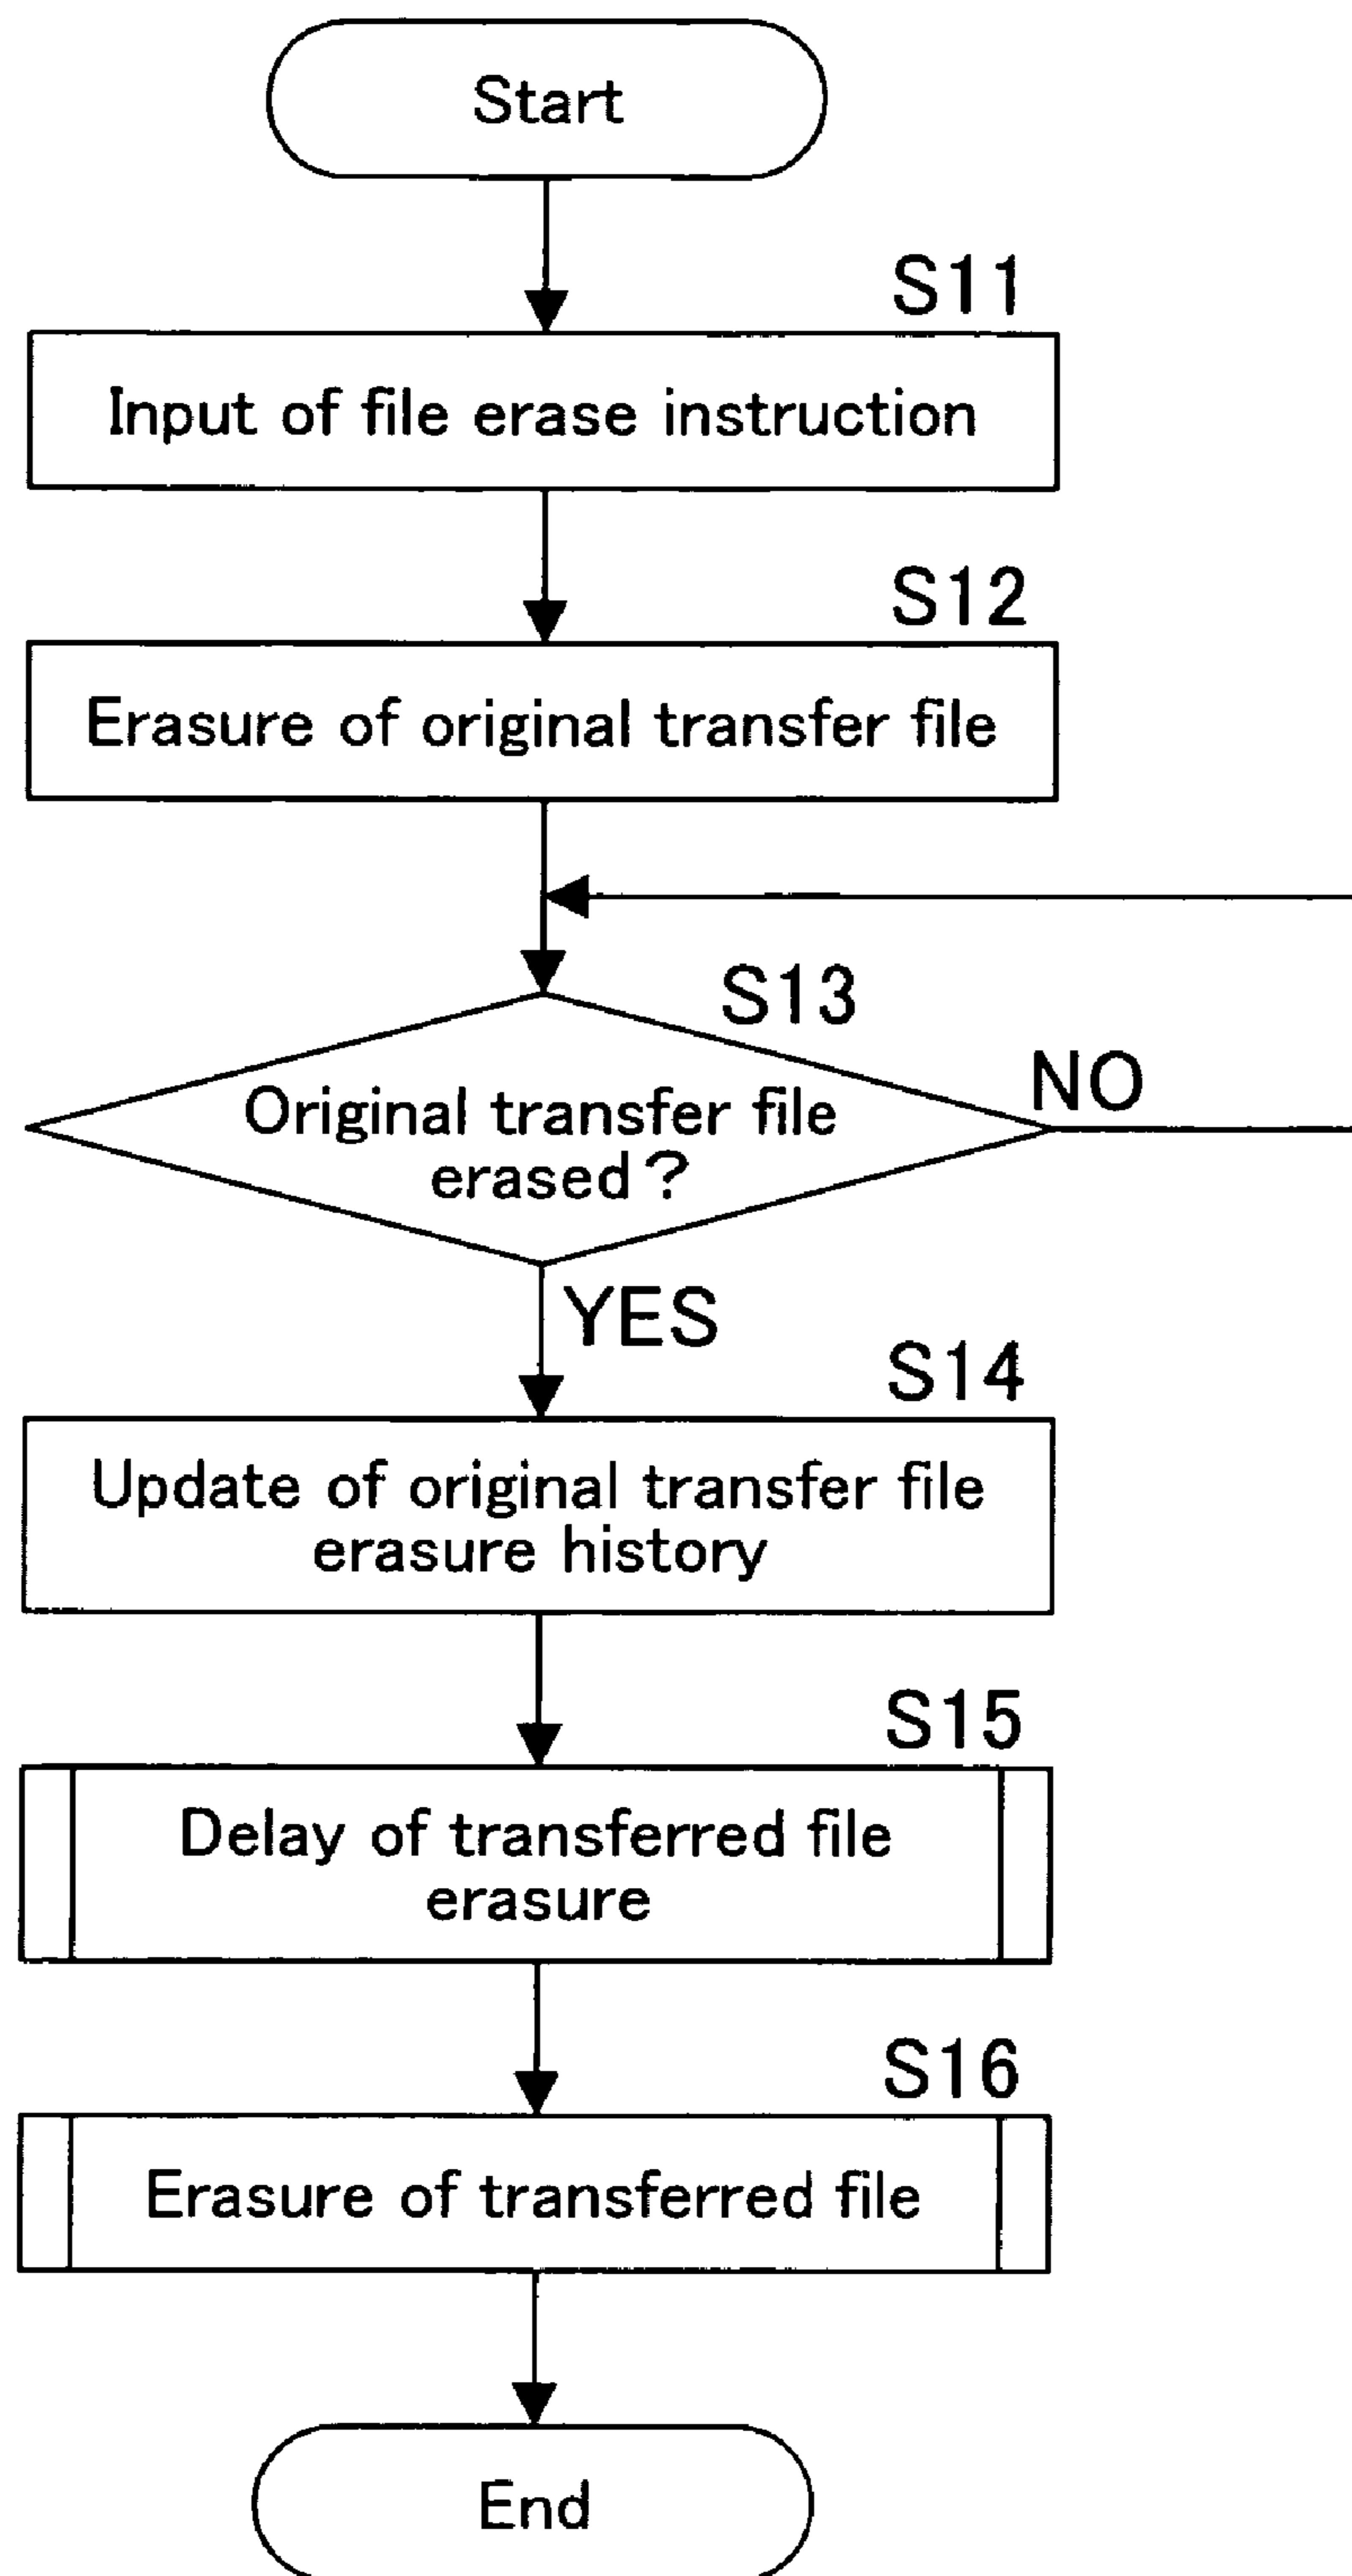 Start
S11
Input of file erase instruction
S12
Erasure of original transfer file
S13
NO
Original transfer file
erased?
YES
S14
Update of original transfer file
erasure history
S15
Delay of transferred file
erasure
S16
Erasure of transferred file
End